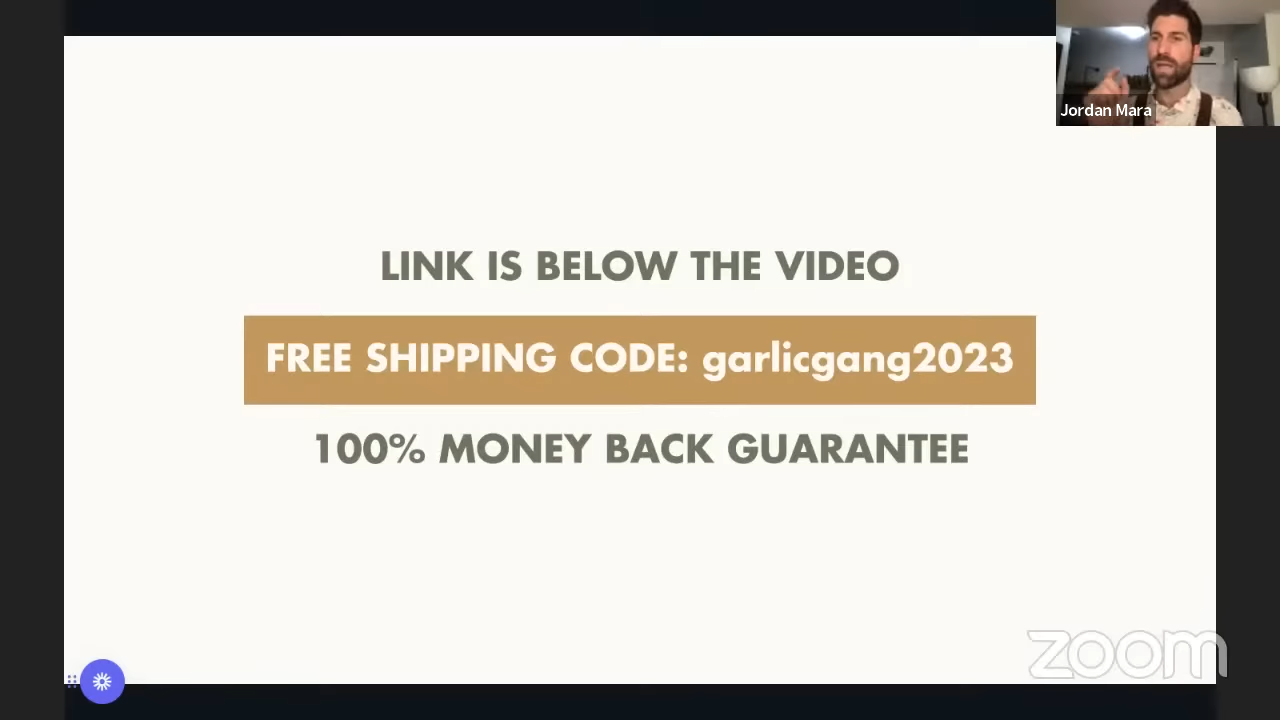 Jordan Mara
LINK IS BELOW THE VIDEO
FREE SHIPPING CODE: garlicgang2023
100% MONEY BACK GUARANTEE
zoom